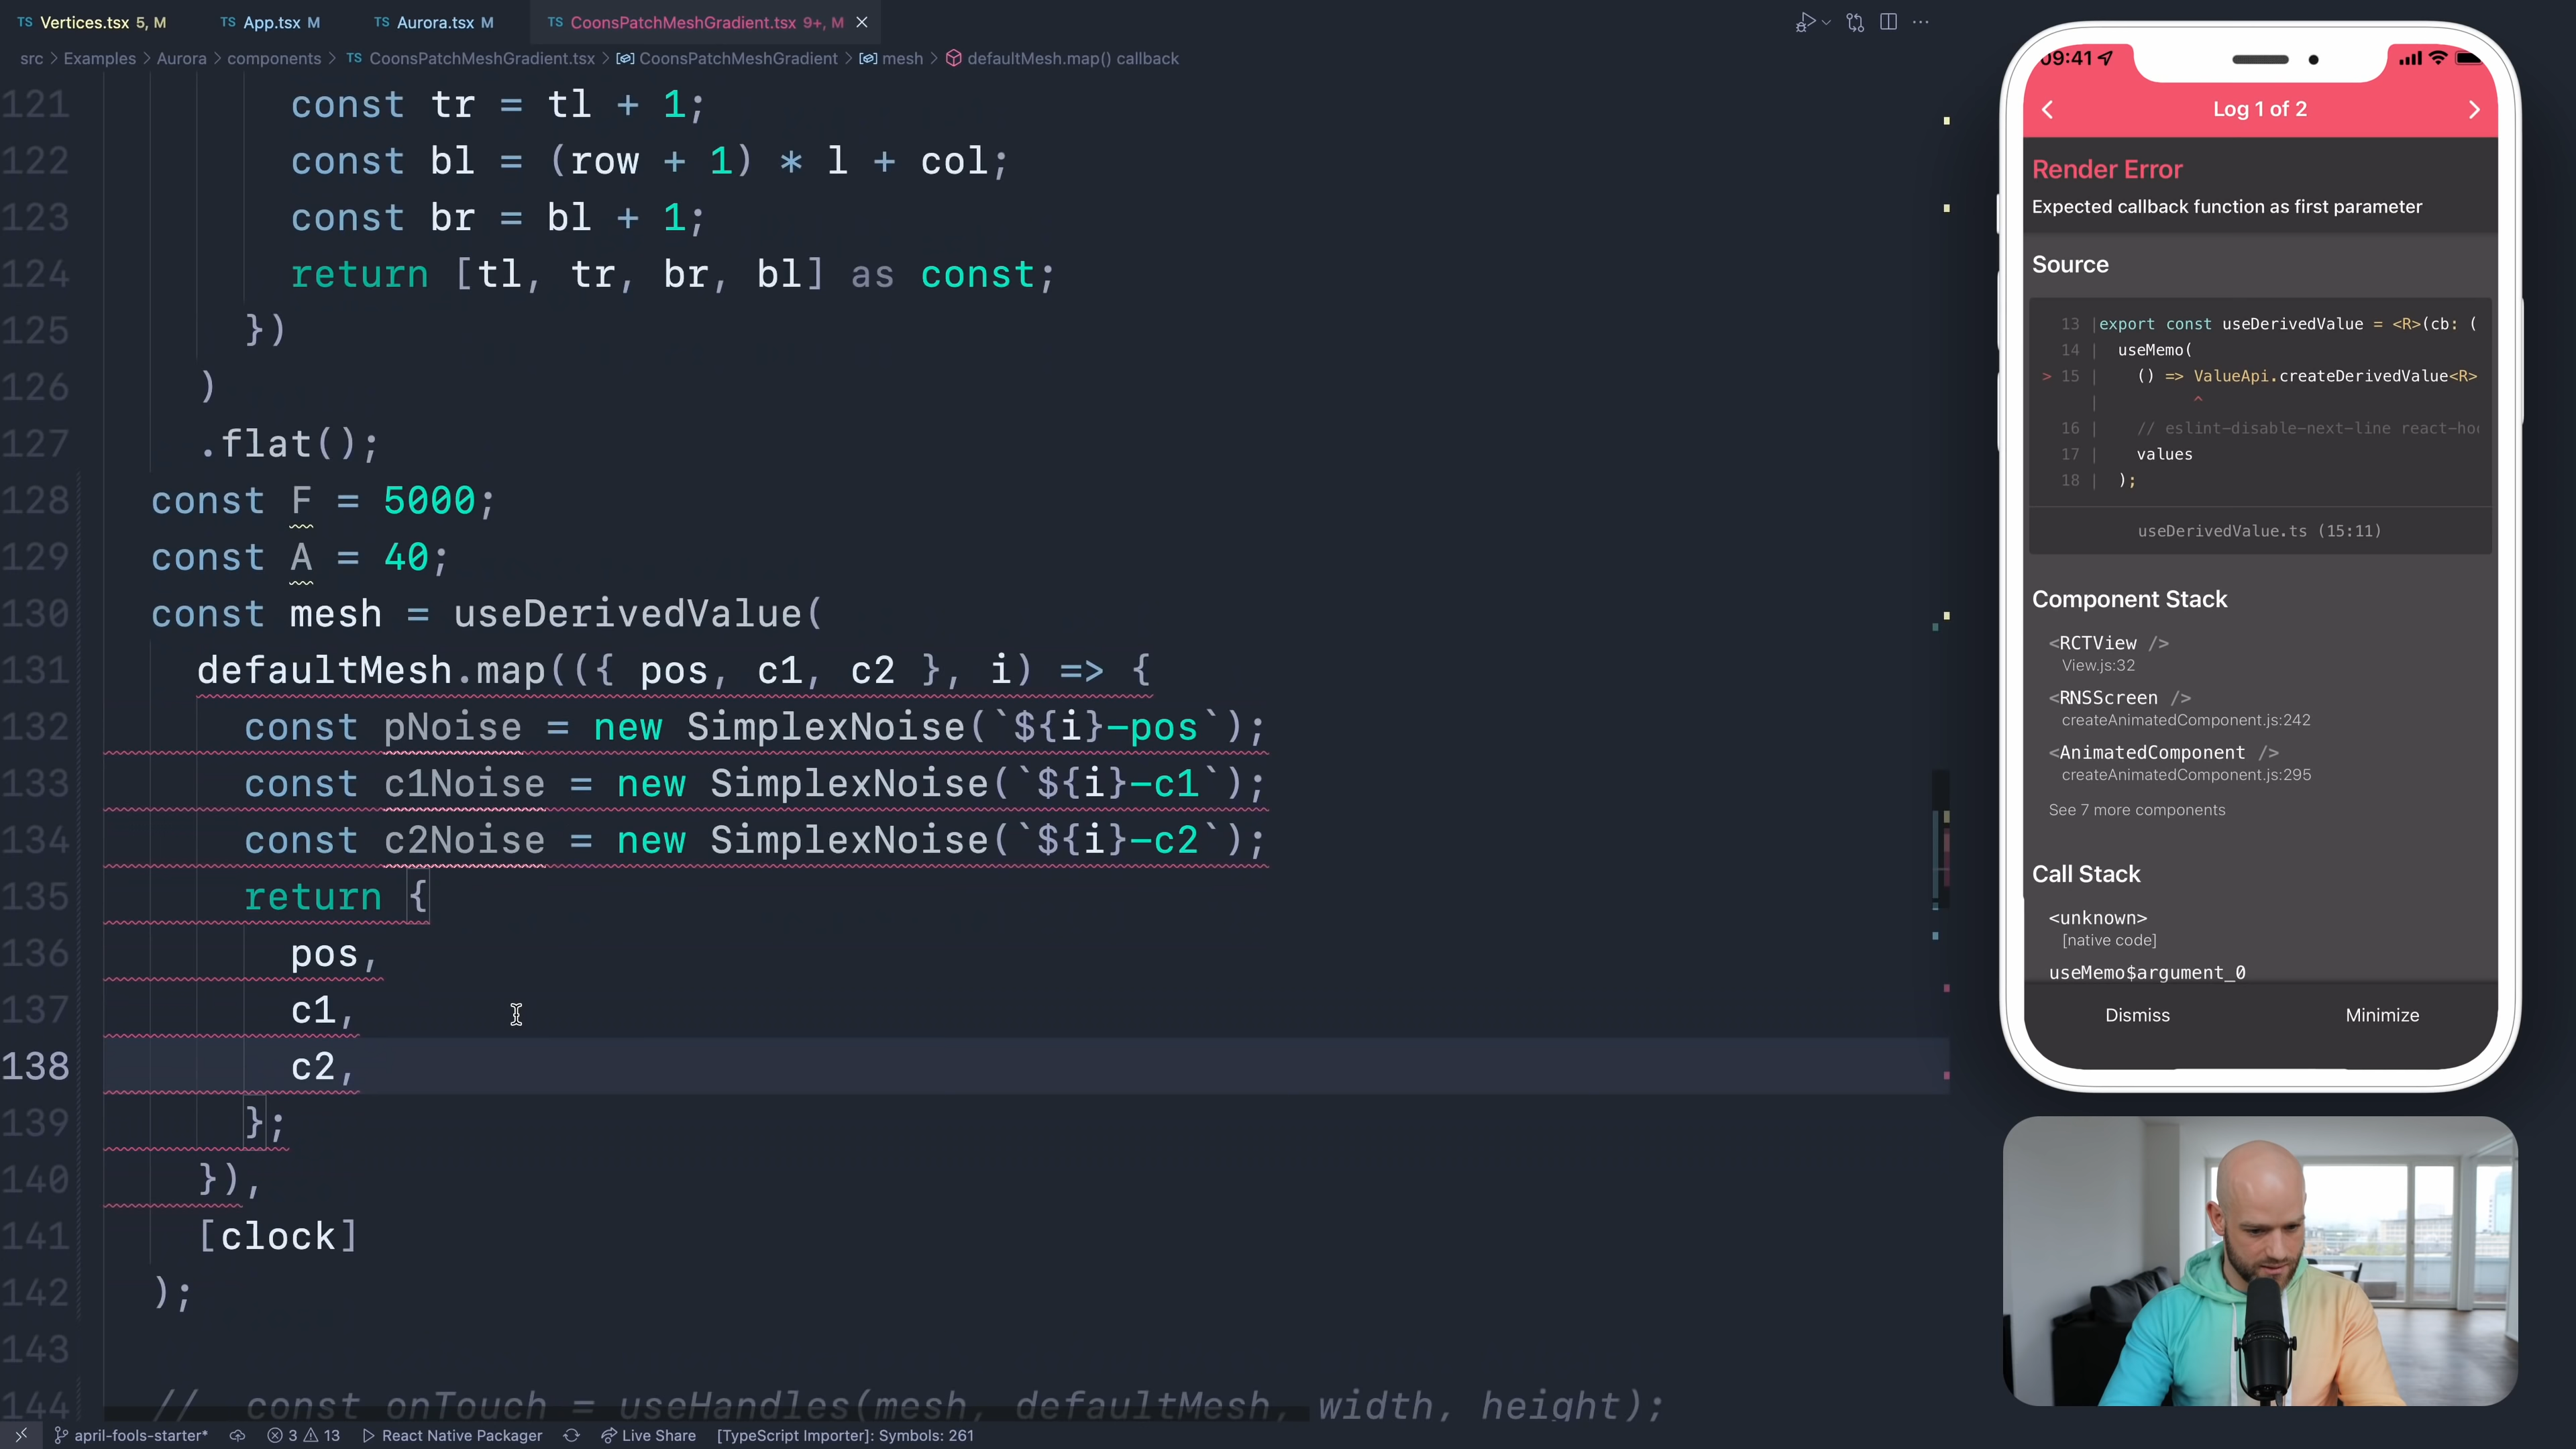 TS Vertices.tsx 5, M TS App.tsx M TS Aurora.tsx M TS CoonsPatchMeshGradient.tsx 9+, M
src > Examples > Aurora > components > TS CoonsPatchMeshGradient.tsx > CoonsPatchMeshGradient > mesh > defaultMesh.map() callback
121 const tr = tl + 1;
122 const bl = (row + 1) * l + col;
123 const br = bl + 1;
124 return [tl, tr, br, bl] as const;
125 })
126 )
127 .flat();
128 const F = 5000;
129 const A = 40;
130 const mesh = useDerivedValue(
131 defaultMesh.map(({ pos, c1, c2 }, i) => {
132 const pNoise = new SimplexNoise(`${i}-pos`);
133 const c1Noise = new SimplexNoise(`${i}-c1`);
134 const c2Noise = new SimplexNoise(`${i}-c2`);
135 return {
136 pos,
137 c1,
138 c2,
139 };
140 }),
141 [clock]
142 );
143
144 // const onTouch = useHandles(mesh, defaultMesh, width, height);
april-fools-starter* 3 13 React Native Packager Live Share [TypeScript Importer]: Symbols: 261
09:41
Log 1 of 2
Render Error
Expected callback function as first parameter
Source
13 |export const useDerivedValue = <R>(cb: (
14 | useMemo(
> 15 | () => ValueApi.createDerivedValue<R>
| ^
16 | // eslint-disable-next-line react-hoo
17 | values
18 | );
useDerivedValue.ts (15:11)
Component Stack
<RCTView />
View.js:32
<RNSScreen />
createAnimatedComponent.js:242
<AnimatedComponent />
createAnimatedComponent.js:295
See 7 more components
Call Stack
<unknown>
[native code]
useMemo$argument_0
Dismiss Minimize